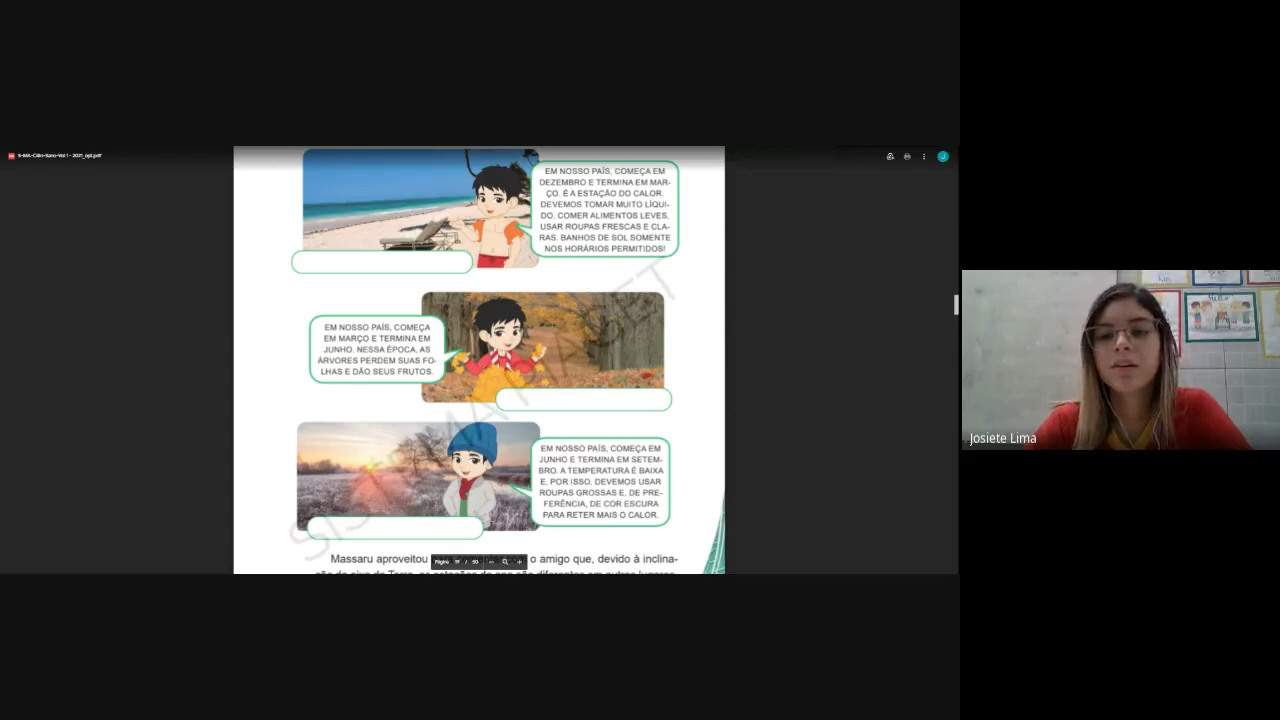 EM NOSSO PAÍS, COMEÇA EM
DEZEMBRO E TERMINA EM MAR-
ÇO. É A ESTAÇÃO DO CALOR.
DEVEMOS TOMAR MUITO LÍQUI-
DO, COMER ALIMENTOS LEVES,
USAR ROUPAS FRESCAS E CLA-
RAS. BANHOS DE SOL SOMENTE
NOS HORÁRIOS PERMITIDOS!
EM NOSSO PAÍS, COMEÇA
EM MARÇO E TERMINA EM
JUNHO. NESSA ÉPOCA, AS
ÁRVORES PERDEM SUAS FO-
LHAS E DÃO SEUS FRUTOS.
EM NOSSO PAÍS, COMEÇA EM
JUNHO E TERMINA EM SETEM-
BRO. A TEMPERATURA É BAIXA
E, POR ISSO, DEVEMOS USAR
ROUPAS GROSSAS E, DE PRE-
FERÊNCIA, DE COR ESCURA
PARA RETER MAIS O CALOR.
Massaru aproveitou o amigo que, devido à inclina-
Página / 50
J
Josiete Lima